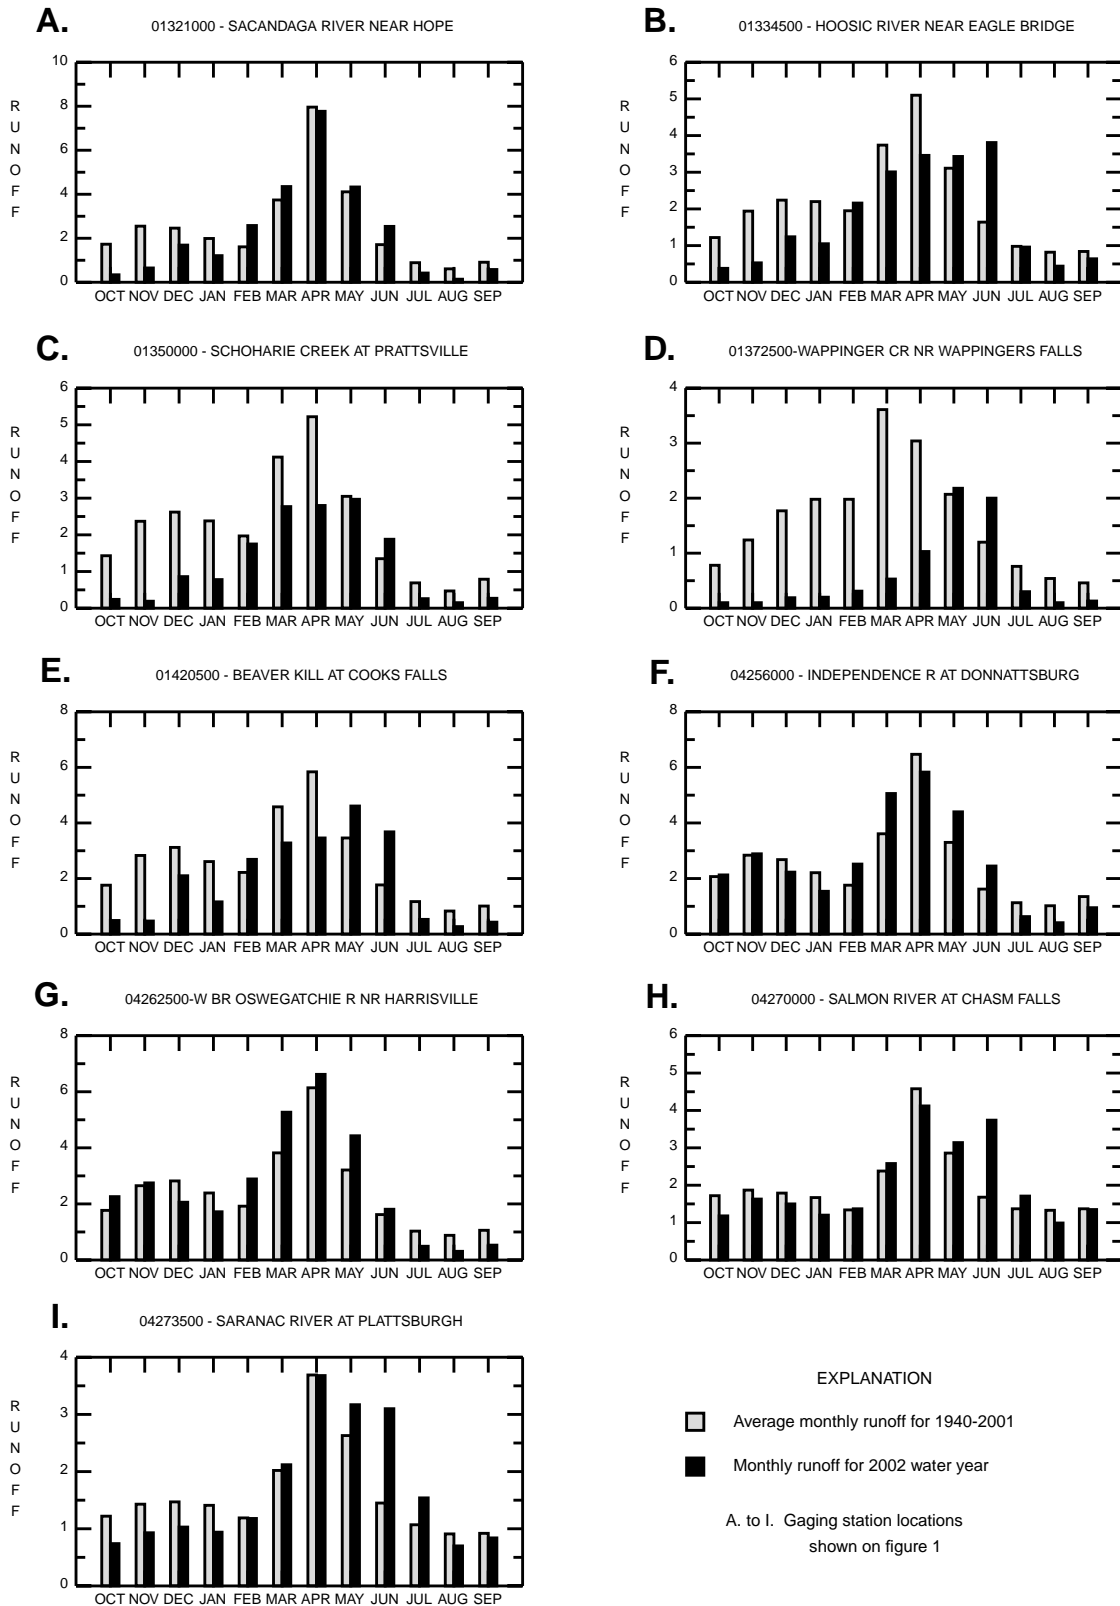 A.
01321000 - SACANDAGA RIVER NEAR HOPE
RUNOFF
10
8
6
4
2
0
OCT NOV DEC JAN FEB MAR APR MAY JUN JUL AUG SEP
B.
01334500 - HOOSIC RIVER NEAR EAGLE BRIDGE
RUNOFF
6
5
4
3
2
1
0
OCT NOV DEC JAN FEB MAR APR MAY JUN JUL AUG SEP
C.
01350000 - SCHOHARIE CREEK AT PRATTSVILLE
RUNOFF
6
5
4
3
2
1
0
OCT NOV DEC JAN FEB MAR APR MAY JUN JUL AUG SEP
D.
01372500-WAPPINGER CR NR WAPPINGERS FALLS
RUNOFF
4
3
2
1
0
OCT NOV DEC JAN FEB MAR APR MAY JUN JUL AUG SEP
E.
01420500 - BEAVER KILL AT COOKS FALLS
RUNOFF
8
6
4
2
0
OCT NOV DEC JAN FEB MAR APR MAY JUN JUL AUG SEP
F.
04256000 - INDEPENDENCE R AT DONNATTSBURG
RUNOFF
8
6
4
2
0
OCT NOV DEC JAN FEB MAR APR MAY JUN JUL AUG SEP
G.
04262500-W BR OSWEGATCHIE R NR HARRISVILLE
RUNOFF
8
6
4
2
0
OCT NOV DEC JAN FEB MAR APR MAY JUN JUL AUG SEP
H.
04270000 - SALMON RIVER AT CHASM FALLS
RUNOFF
6
5
4
3
2
1
0
OCT NOV DEC JAN FEB MAR APR MAY JUN JUL AUG SEP
I.
04273500 - SARANAC RIVER AT PLATTSBURGH
RUNOFF
4
3
2
1
0
OCT NOV DEC JAN FEB MAR APR MAY JUN JUL AUG SEP
EXPLANATION
Average monthly runoff for 1940-2001
Monthly runoff for 2002 water year
A. to I. Gaging station locations
shown on figure 1